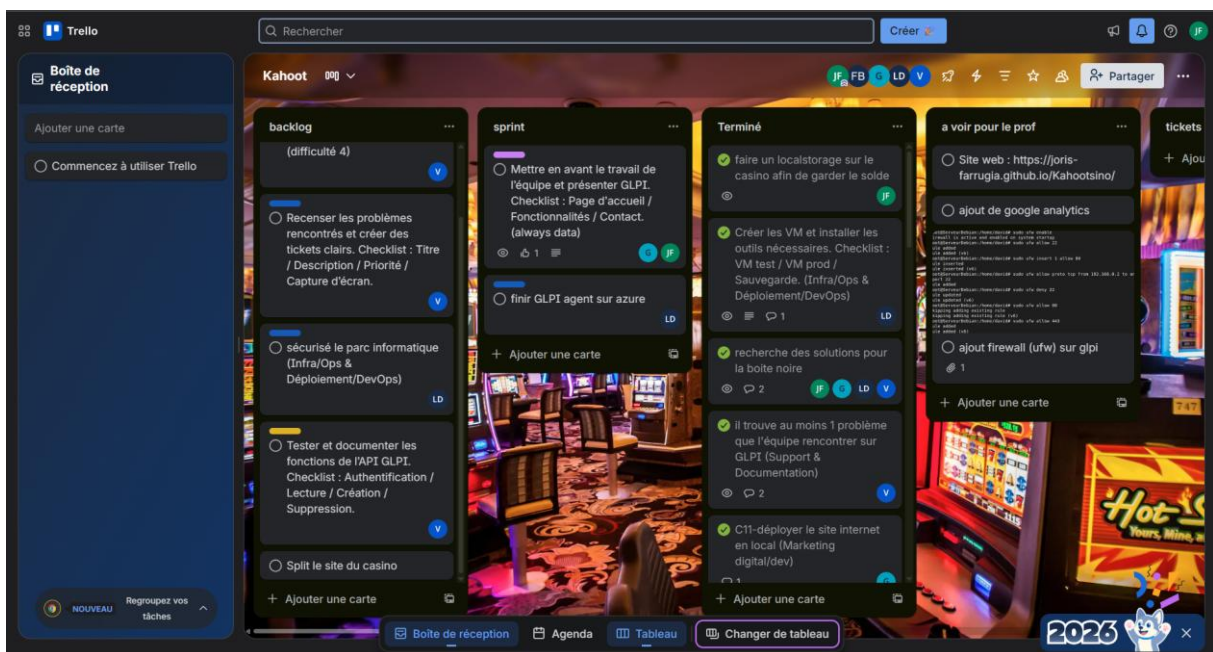 Trello
Rechercher
Créer
JF
Boîte de
réception
Ajouter une carte
Commencez à utiliser Trello
NOUVEAU
Regroupez vos
tâches
Kahoot
JF
FB
G
LD
V
Partager
backlog
(difficulté 4)
V
Recenser les problèmes
rencontrés et créer des
tickets clairs. Checklist : Titre
/ Description / Priorité /
Capture d'écran.
V
sécurisé le parc informatique
(Infra/Ops &
Déploiement/DevOps)
LD
Tester et documenter les
fonctions de l'API GLPI.
Checklist : Authentification /
Lecture / Création /
Suppression.
V
Split le site du casino
+ Ajouter une carte
sprint
Mettre en avant le travail de
l'équipe et présenter GLPI.
Checklist : Page d'accueil /
Fonctionnalités / Contact.
(always data)
1
G
JF
finir GLPI agent sur azure
LD
+ Ajouter une carte
Terminé
faire un localstorage sur le
casino afin de garder le solde
JF
Créer les VM et installer les
outils nécessaires. Checklist :
VM test / VM prod /
Sauvegarde. (Infra/Ops &
Déploiement/DevOps)
1
LD
recherche des solutions pour
la boite noire
2
JF
G
LD
V
il trouve au moins 1 problème
que l'équipe rencontrer sur
GLPI (Support &
Documentation)
2
V
C11-déployer le site internet
en local (Marketing
digital/dev)
1
G
+ Ajouter une carte
a voir pour le prof
Site web : https://joris-
farrugia.github.io/Kahootsino/
ajout de google analytics
ajout firewall (ufw) sur glpi
1
+ Ajouter une carte
tickets
+ Ajou
747
Hot
Yours, Mine, a
2026
Boîte de réception
Agenda
Tableau
Changer de tableau